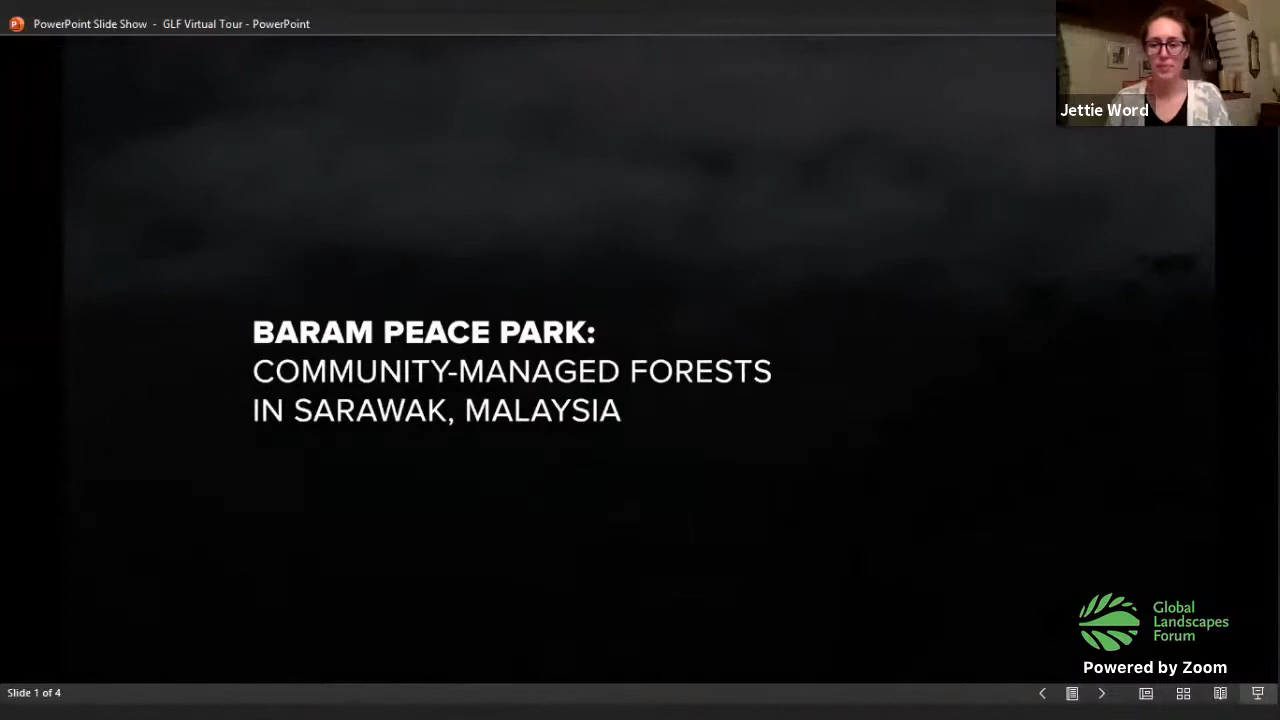 PowerPoint Slide Show - GLF Virtual Tour - PowerPoint
Jettie Word
BARAM PEACE PARK:
COMMUNITY-MANAGED FORESTS
IN SARAWAK, MALAYSIA
Global
Landscapes
Forum
Powered by Zoom
Slide 1 of 4